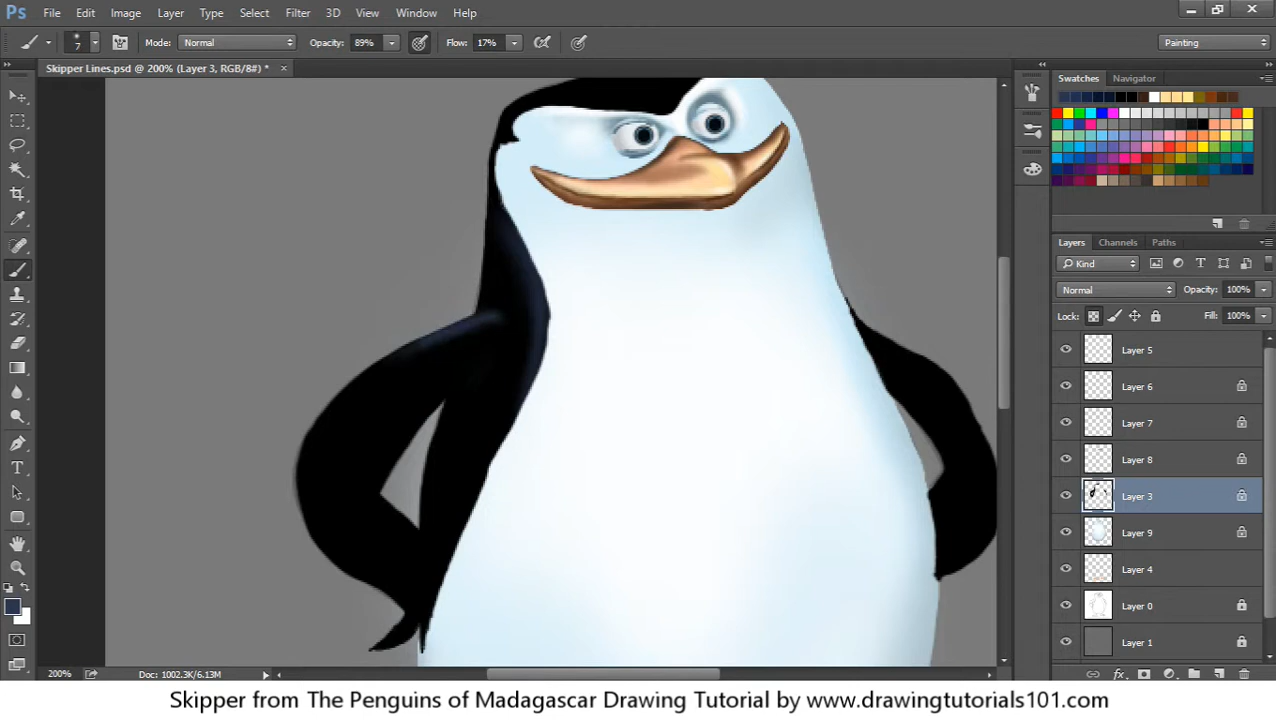 Ps File Edit Image Layer Type Select Filter 3D View Window Help
7 Mode: Normal Opacity: 89% Flow: 17% Painting
Skipper Lines.psd @ 200% (Layer 3, RGB/8#) * ×
Swatches Navigator
Layers Channels Paths
Kind
Normal Opacity: 100%
Lock: Fill: 100%
Layer 5
Layer 6
Layer 7
Layer 8
Layer 3
Layer 9
Layer 4
Layer 0
Layer 1
200% Doc: 1002.3K/6.13M
Skipper from The Penguins of Madagascar Drawing Tutorial by www.drawingtutorials101.com